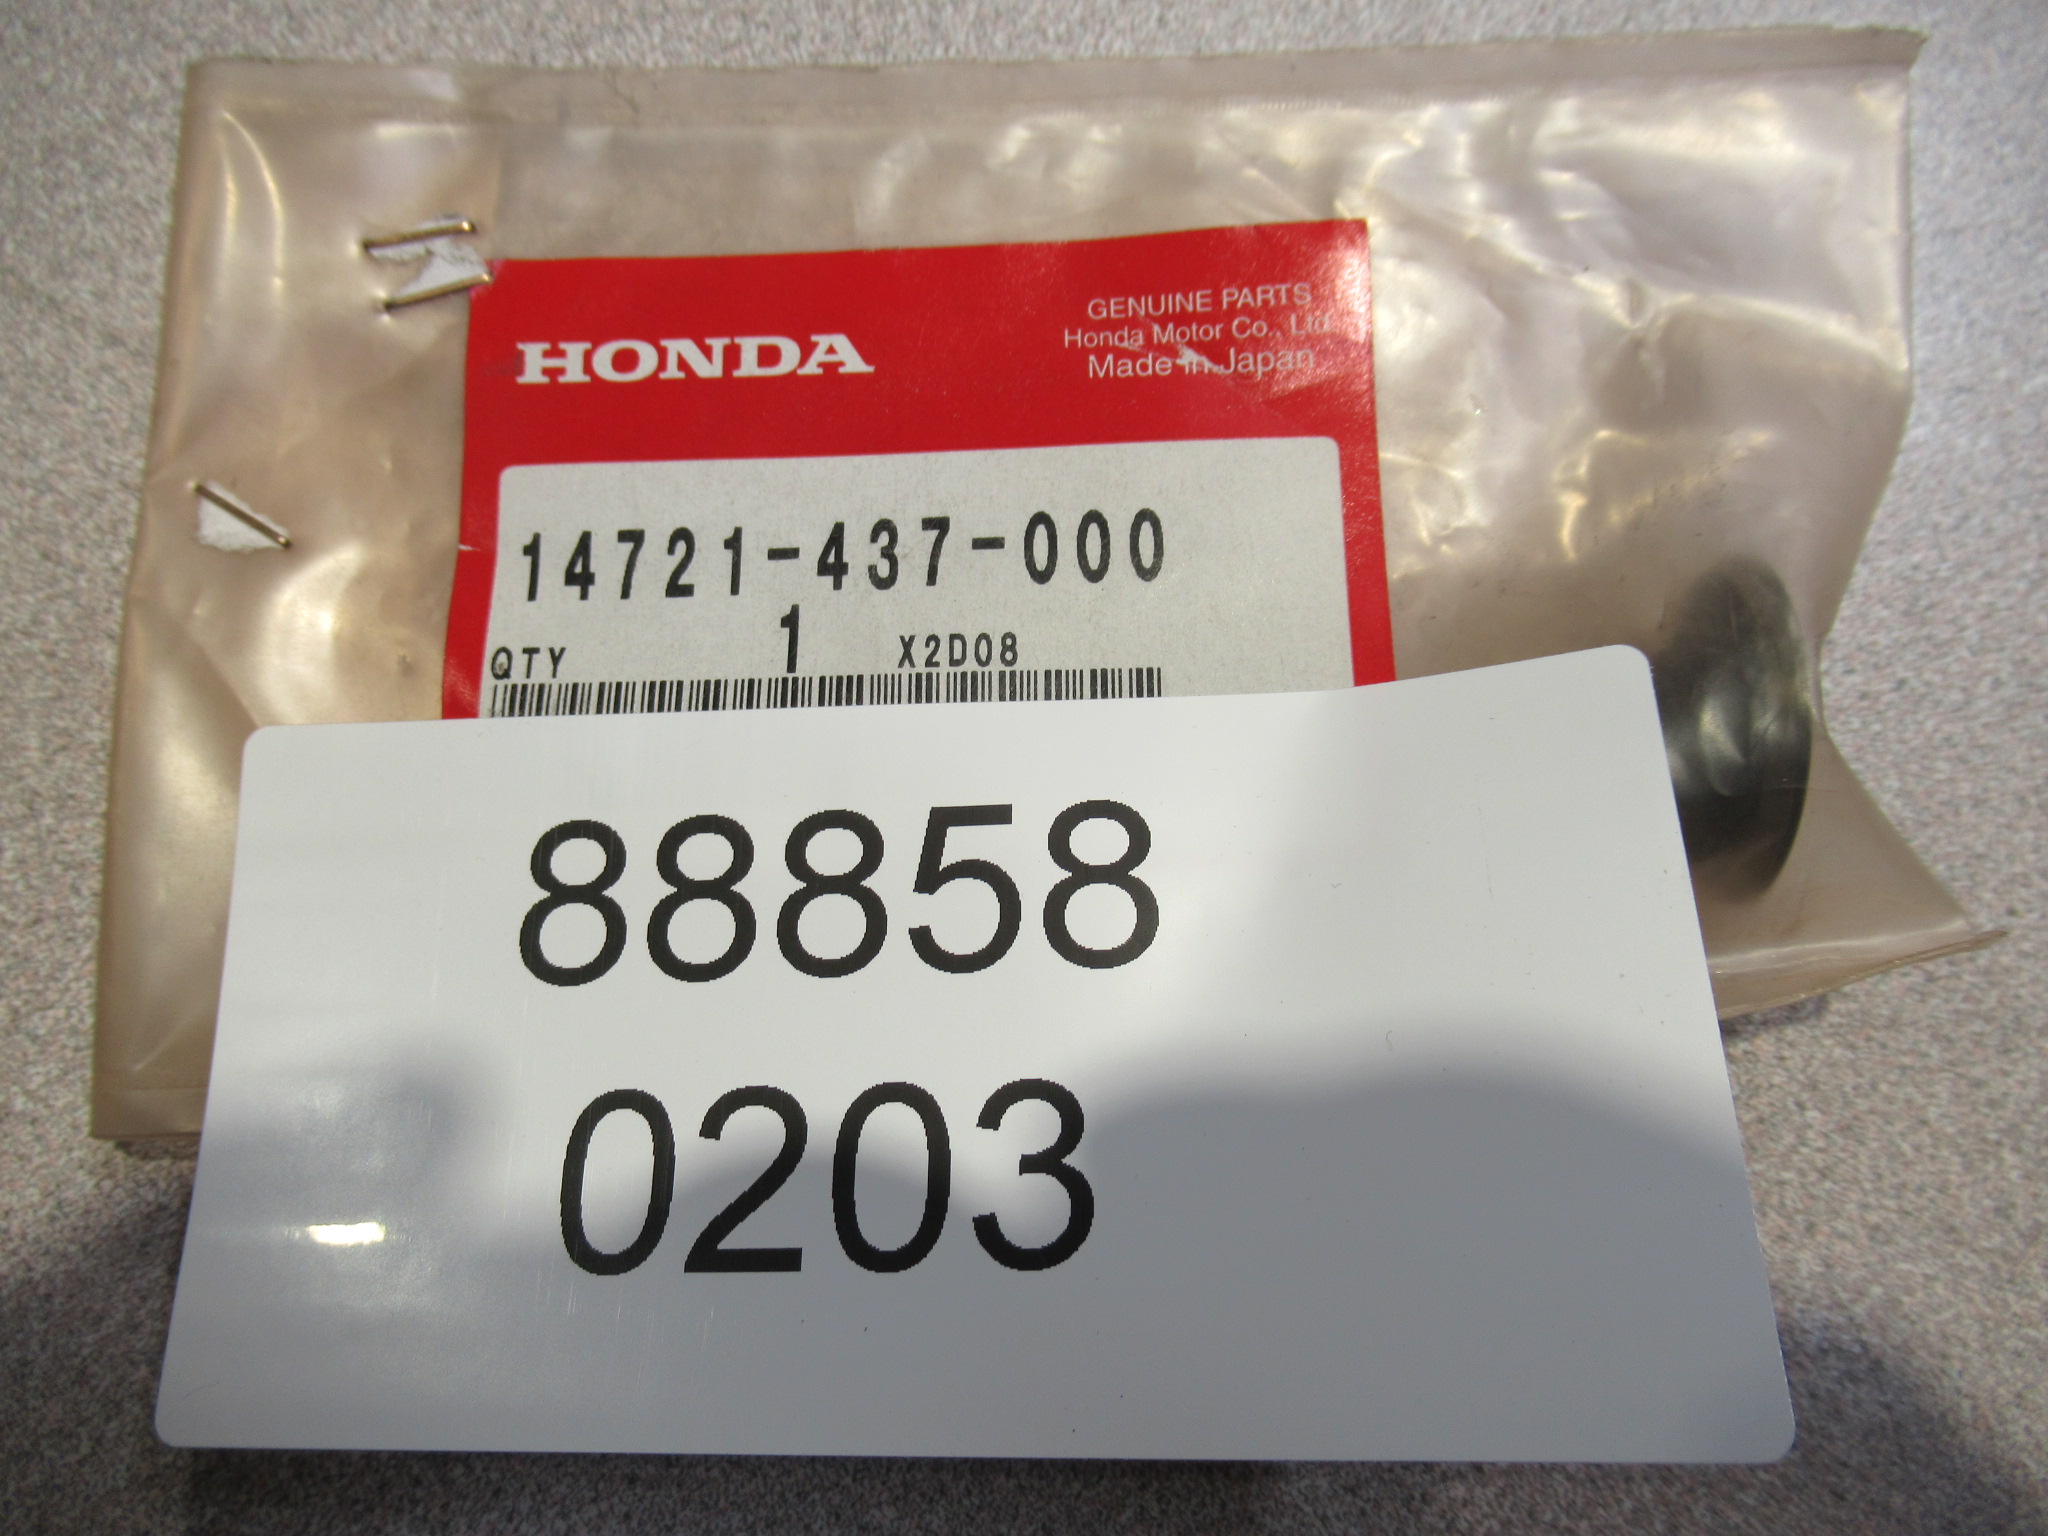 HONDA
GENUINE PARTS
Honda Motor Co., Ltd.
Made in Japan
14721-437-000
QTY 1 X2D08
88858
0203